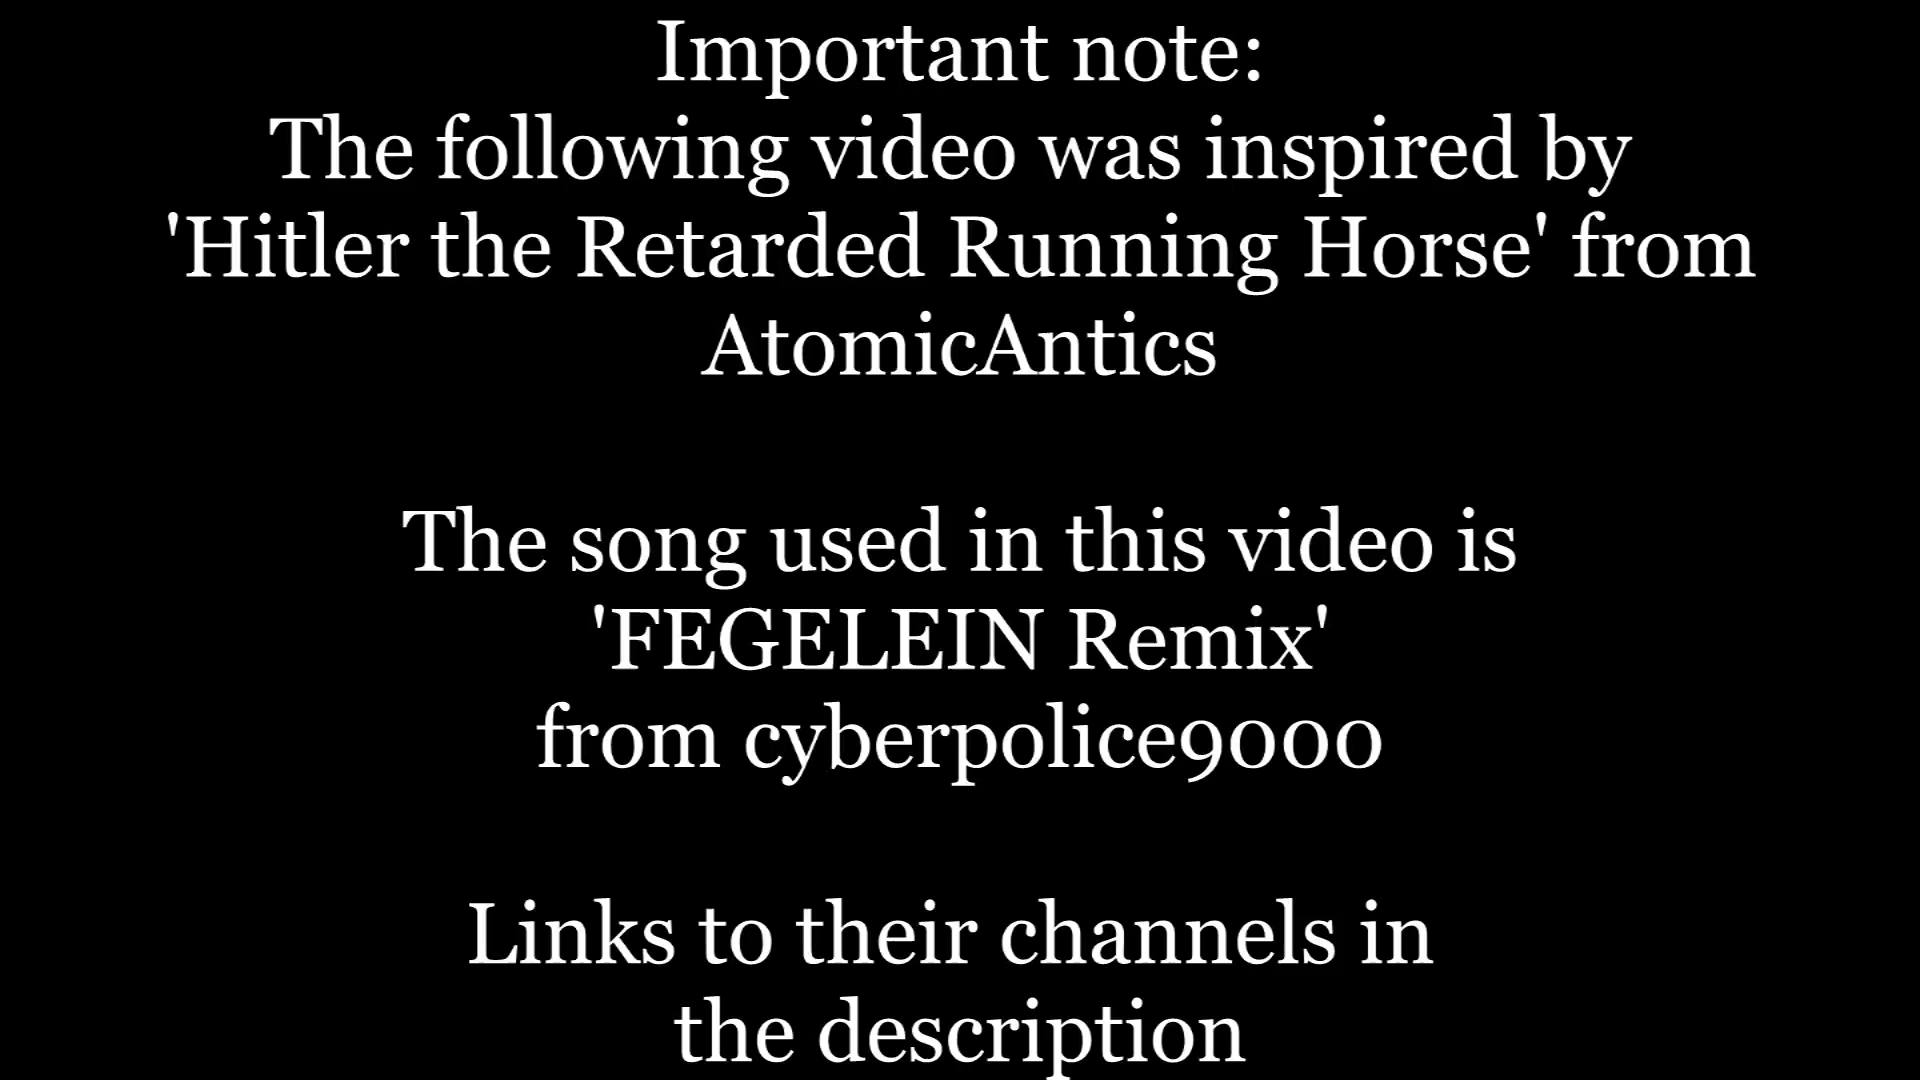 Important note:
The following video was inspired by
'Hitler the Retarded Running Horse' from
AtomicAntics
The song used in this video is
'FEGELEIN Remix'
from cyberpolice9000
Links to their channels in
the description